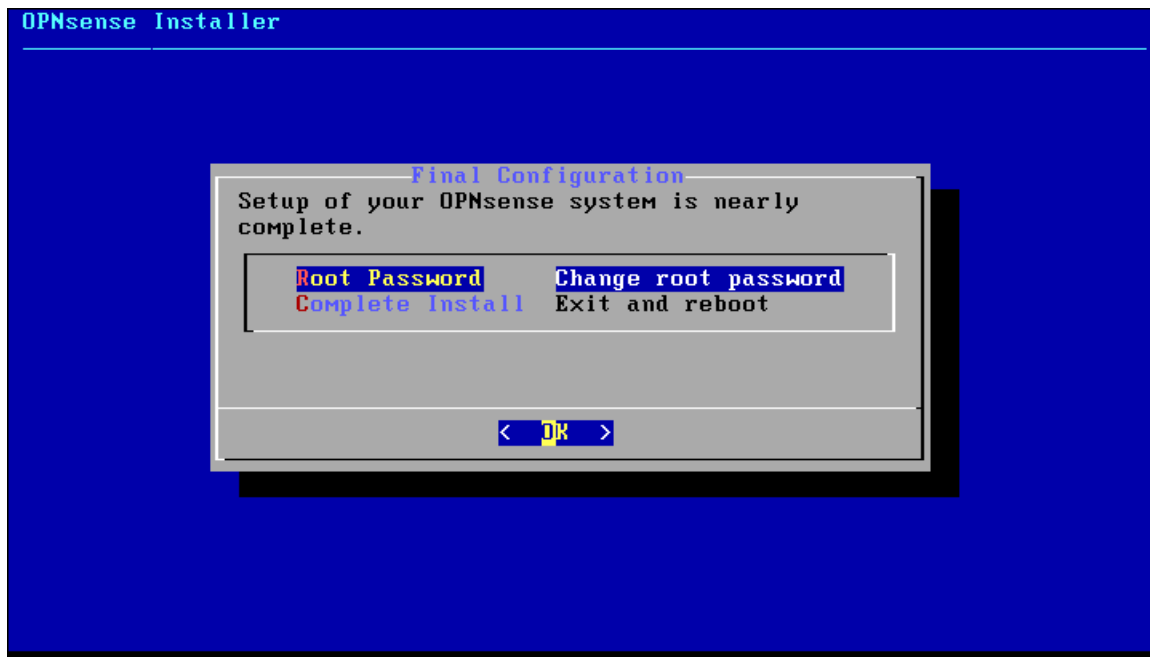 OPNsense Installer
Final Configuration
Setup of your OPNsense system is nearly
complete.
Root Password Change root password
Complete Install Exit and reboot
< OK >